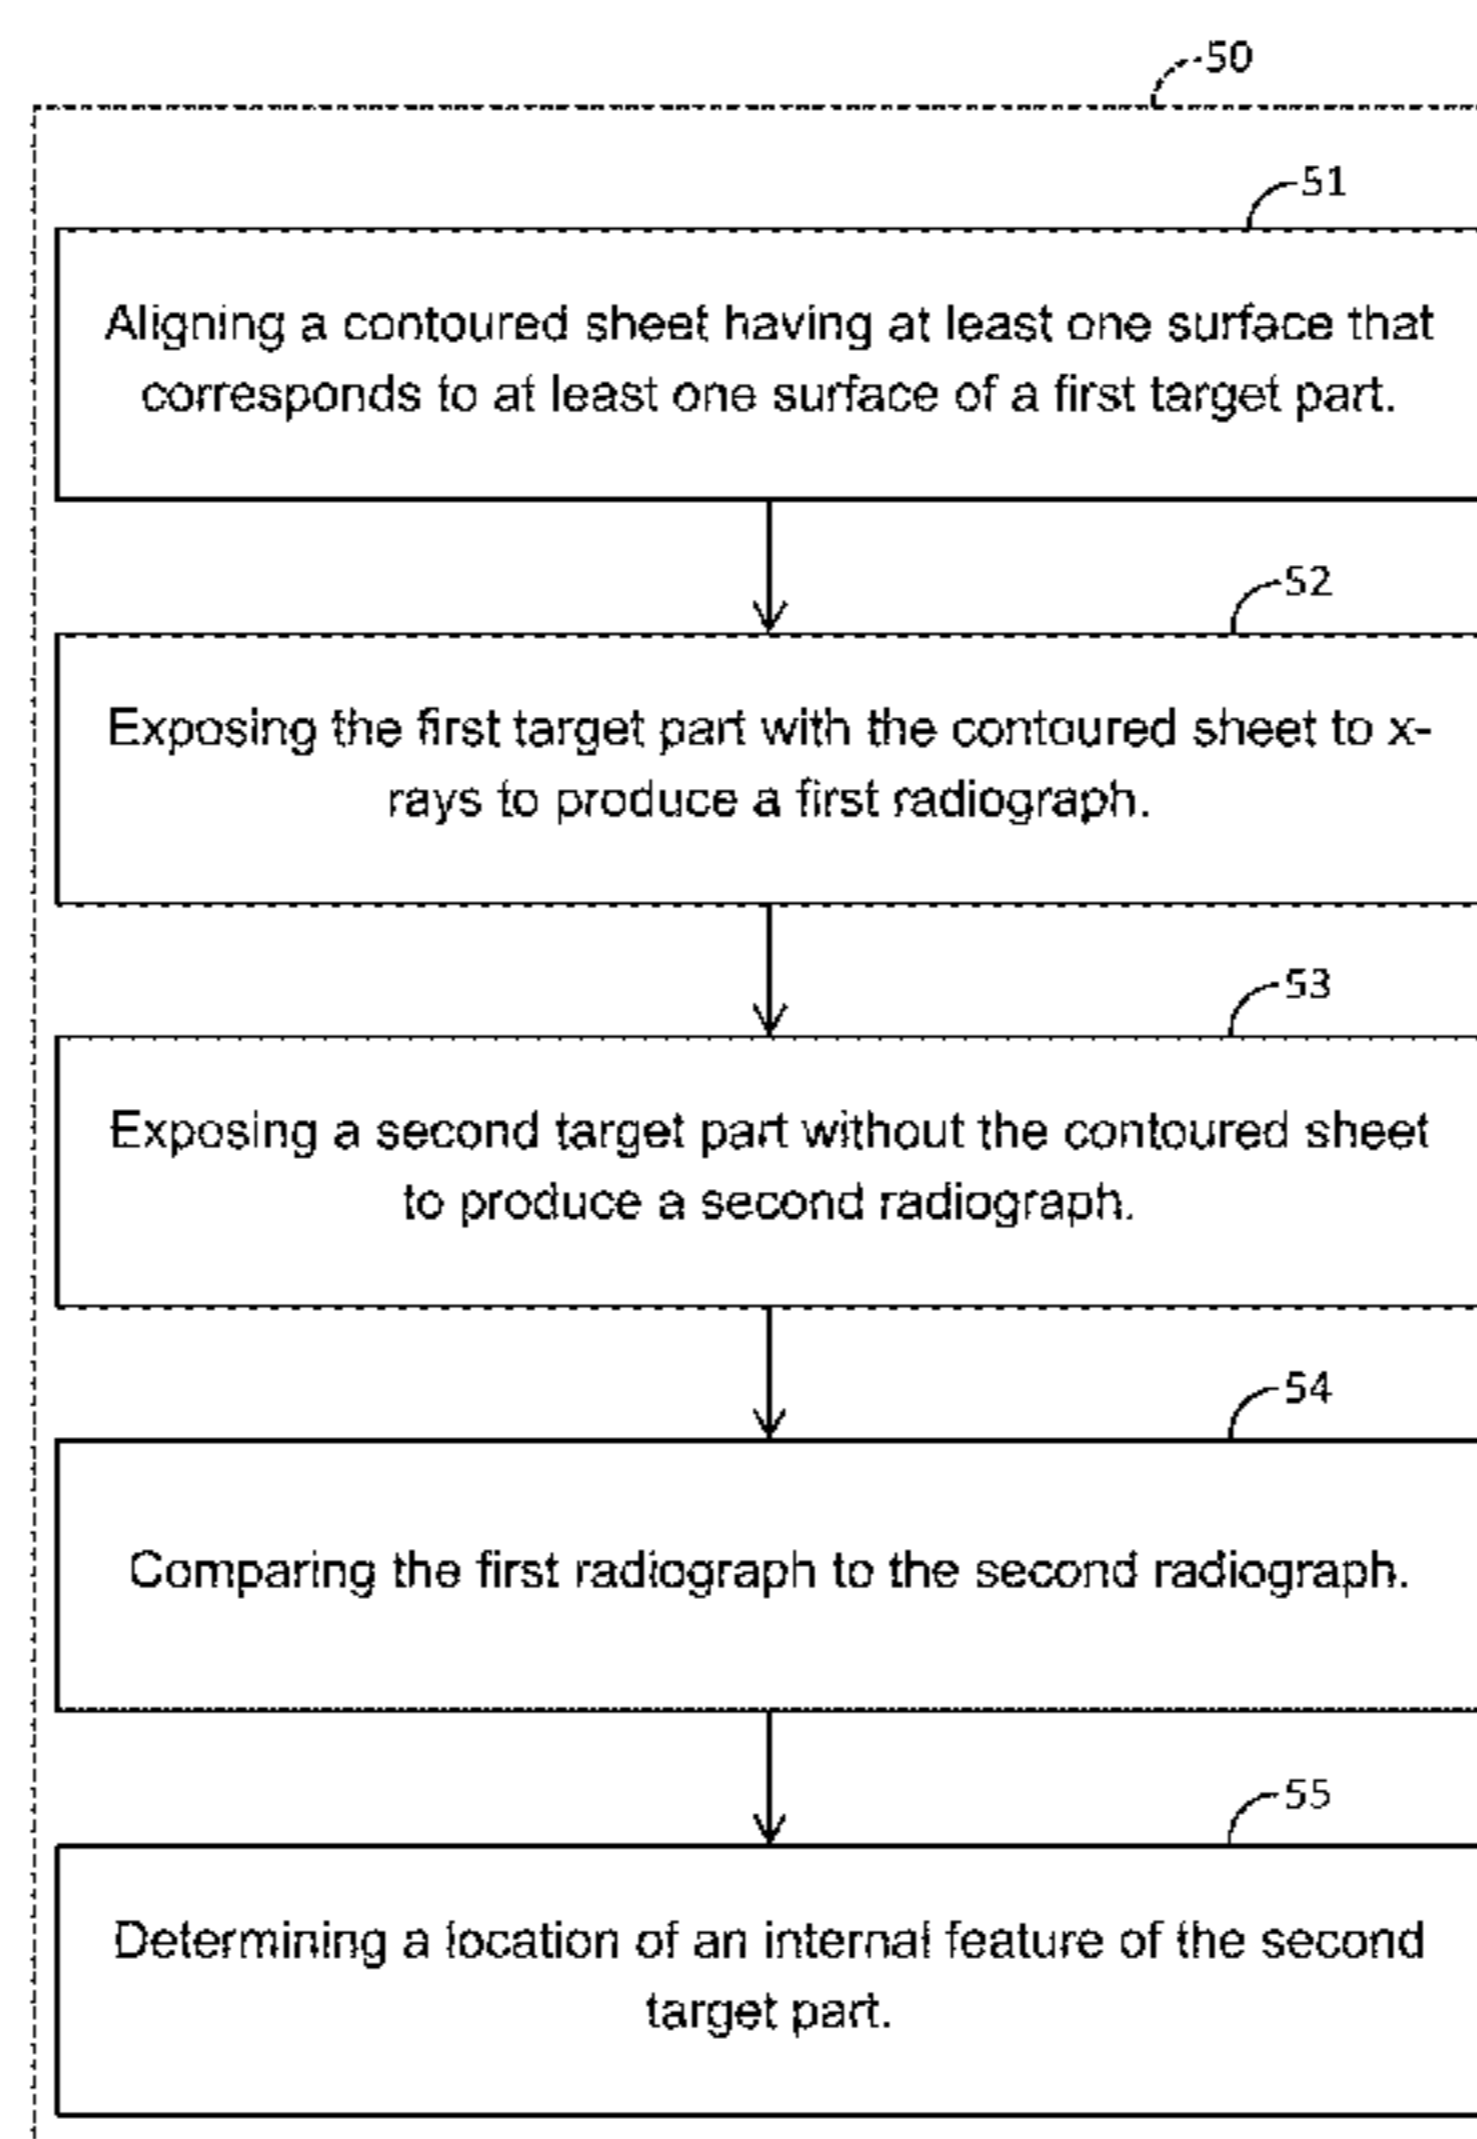 50
51
Aligning a contoured sheet having at least one surface that
corresponds to at least one surface of a first target part.
52
Exposing the first target part with the contoured sheet to x-
rays to produce a first radiograph.
53
Exposing a second target part without the contoured sheet
to produce a second radiograph.
54
Comparing the first radiograph to the second radiograph.
55
Determining a location of an internal feature of the second
target part.